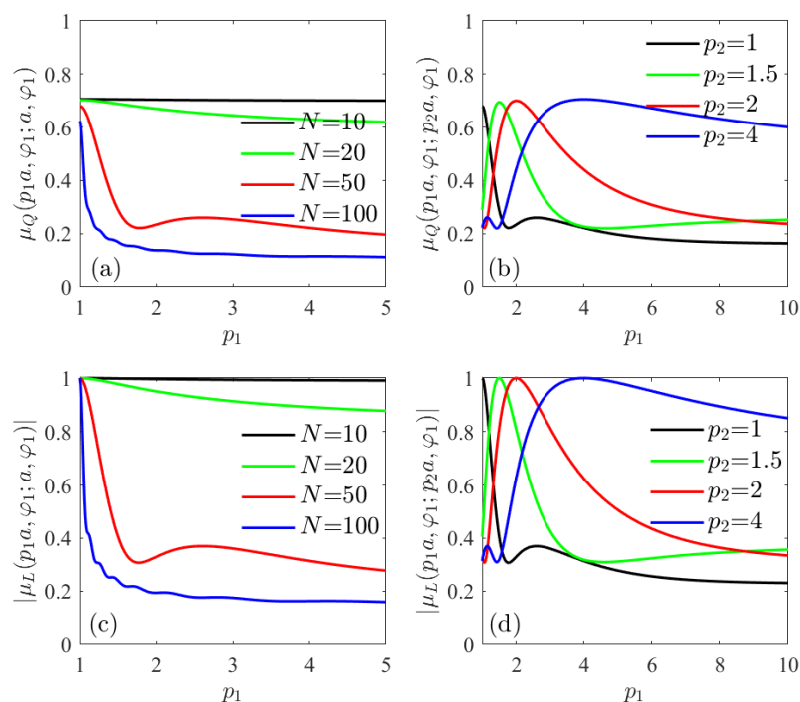 1
0.8
0.6
0.4
0.2
0
μ_Q(p_1a, φ_1; a, φ_1)
N=10
N=20
N=50
N=100
(a)
1 2 3 4 5
p_1
1
0.8
0.6
0.4
0.2
0
μ_Q(p_1a, φ_1; p_2a, φ_1)
p_2=1
p_2=1.5
p_2=2
p_2=4
(b)
2 4 6 8 10
p_1
1
0.8
0.6
0.4
0.2
0
|μ_L(p_1a, φ_1; a, φ_1)|
N=10
N=20
N=50
N=100
(c)
1 2 3 4 5
p_1
1
0.8
0.6
0.4
0.2
0
|μ_L(p_1a, φ_1; p_2a, φ_1)|
p_2=1
p_2=1.5
p_2=2
p_2=4
(d)
2 4 6 8 10
p_1